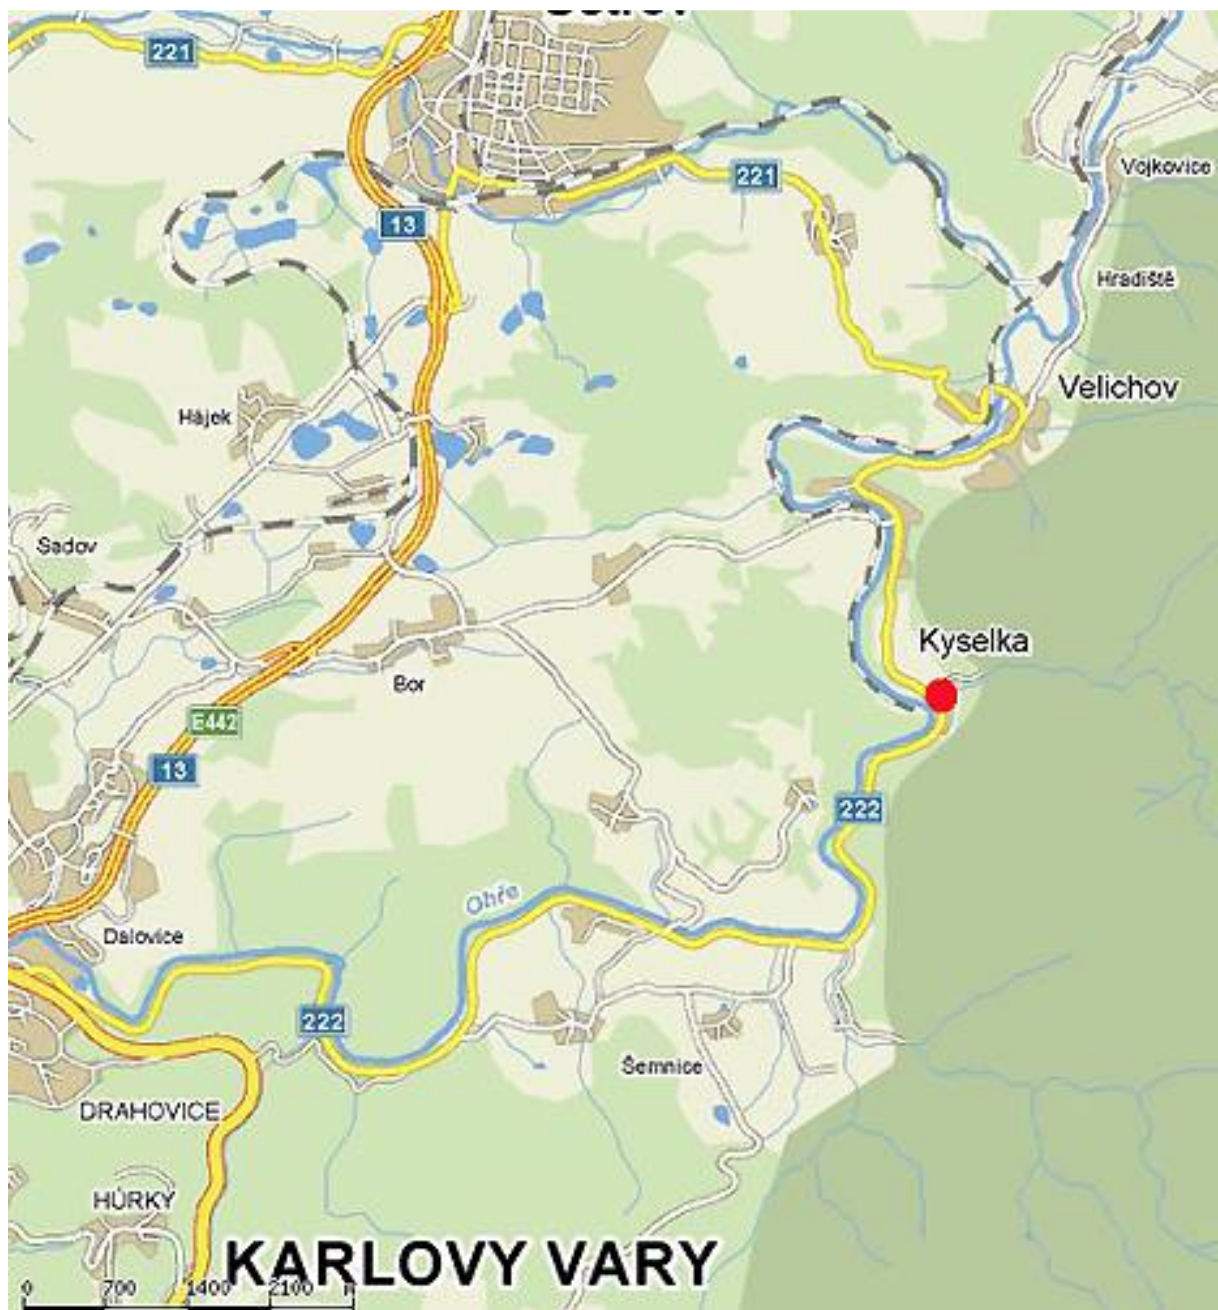 Ostrov
221
221
Vojkovice
13
Hradiště
Velichov
Hájek
Sadov
Kyselka
Bor
E442
13
222
Ohře
Dalovice
222
Šemnice
DRAHOVICE
HŮRKY
KARLOVY VARY
0 700 1400 2100 m